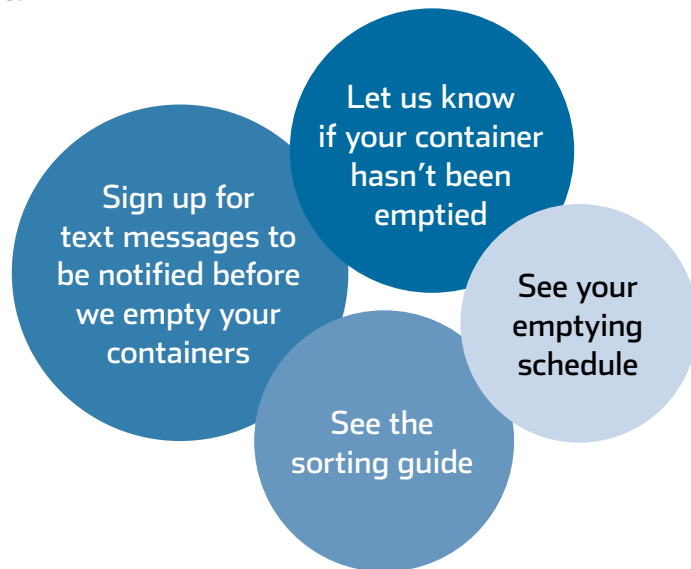 Let us know
if your container
hasn't been
emptied
Sign up for
text messages to
be notified before
we empty your
containers
See your
emptying
schedule
See the
sorting guide